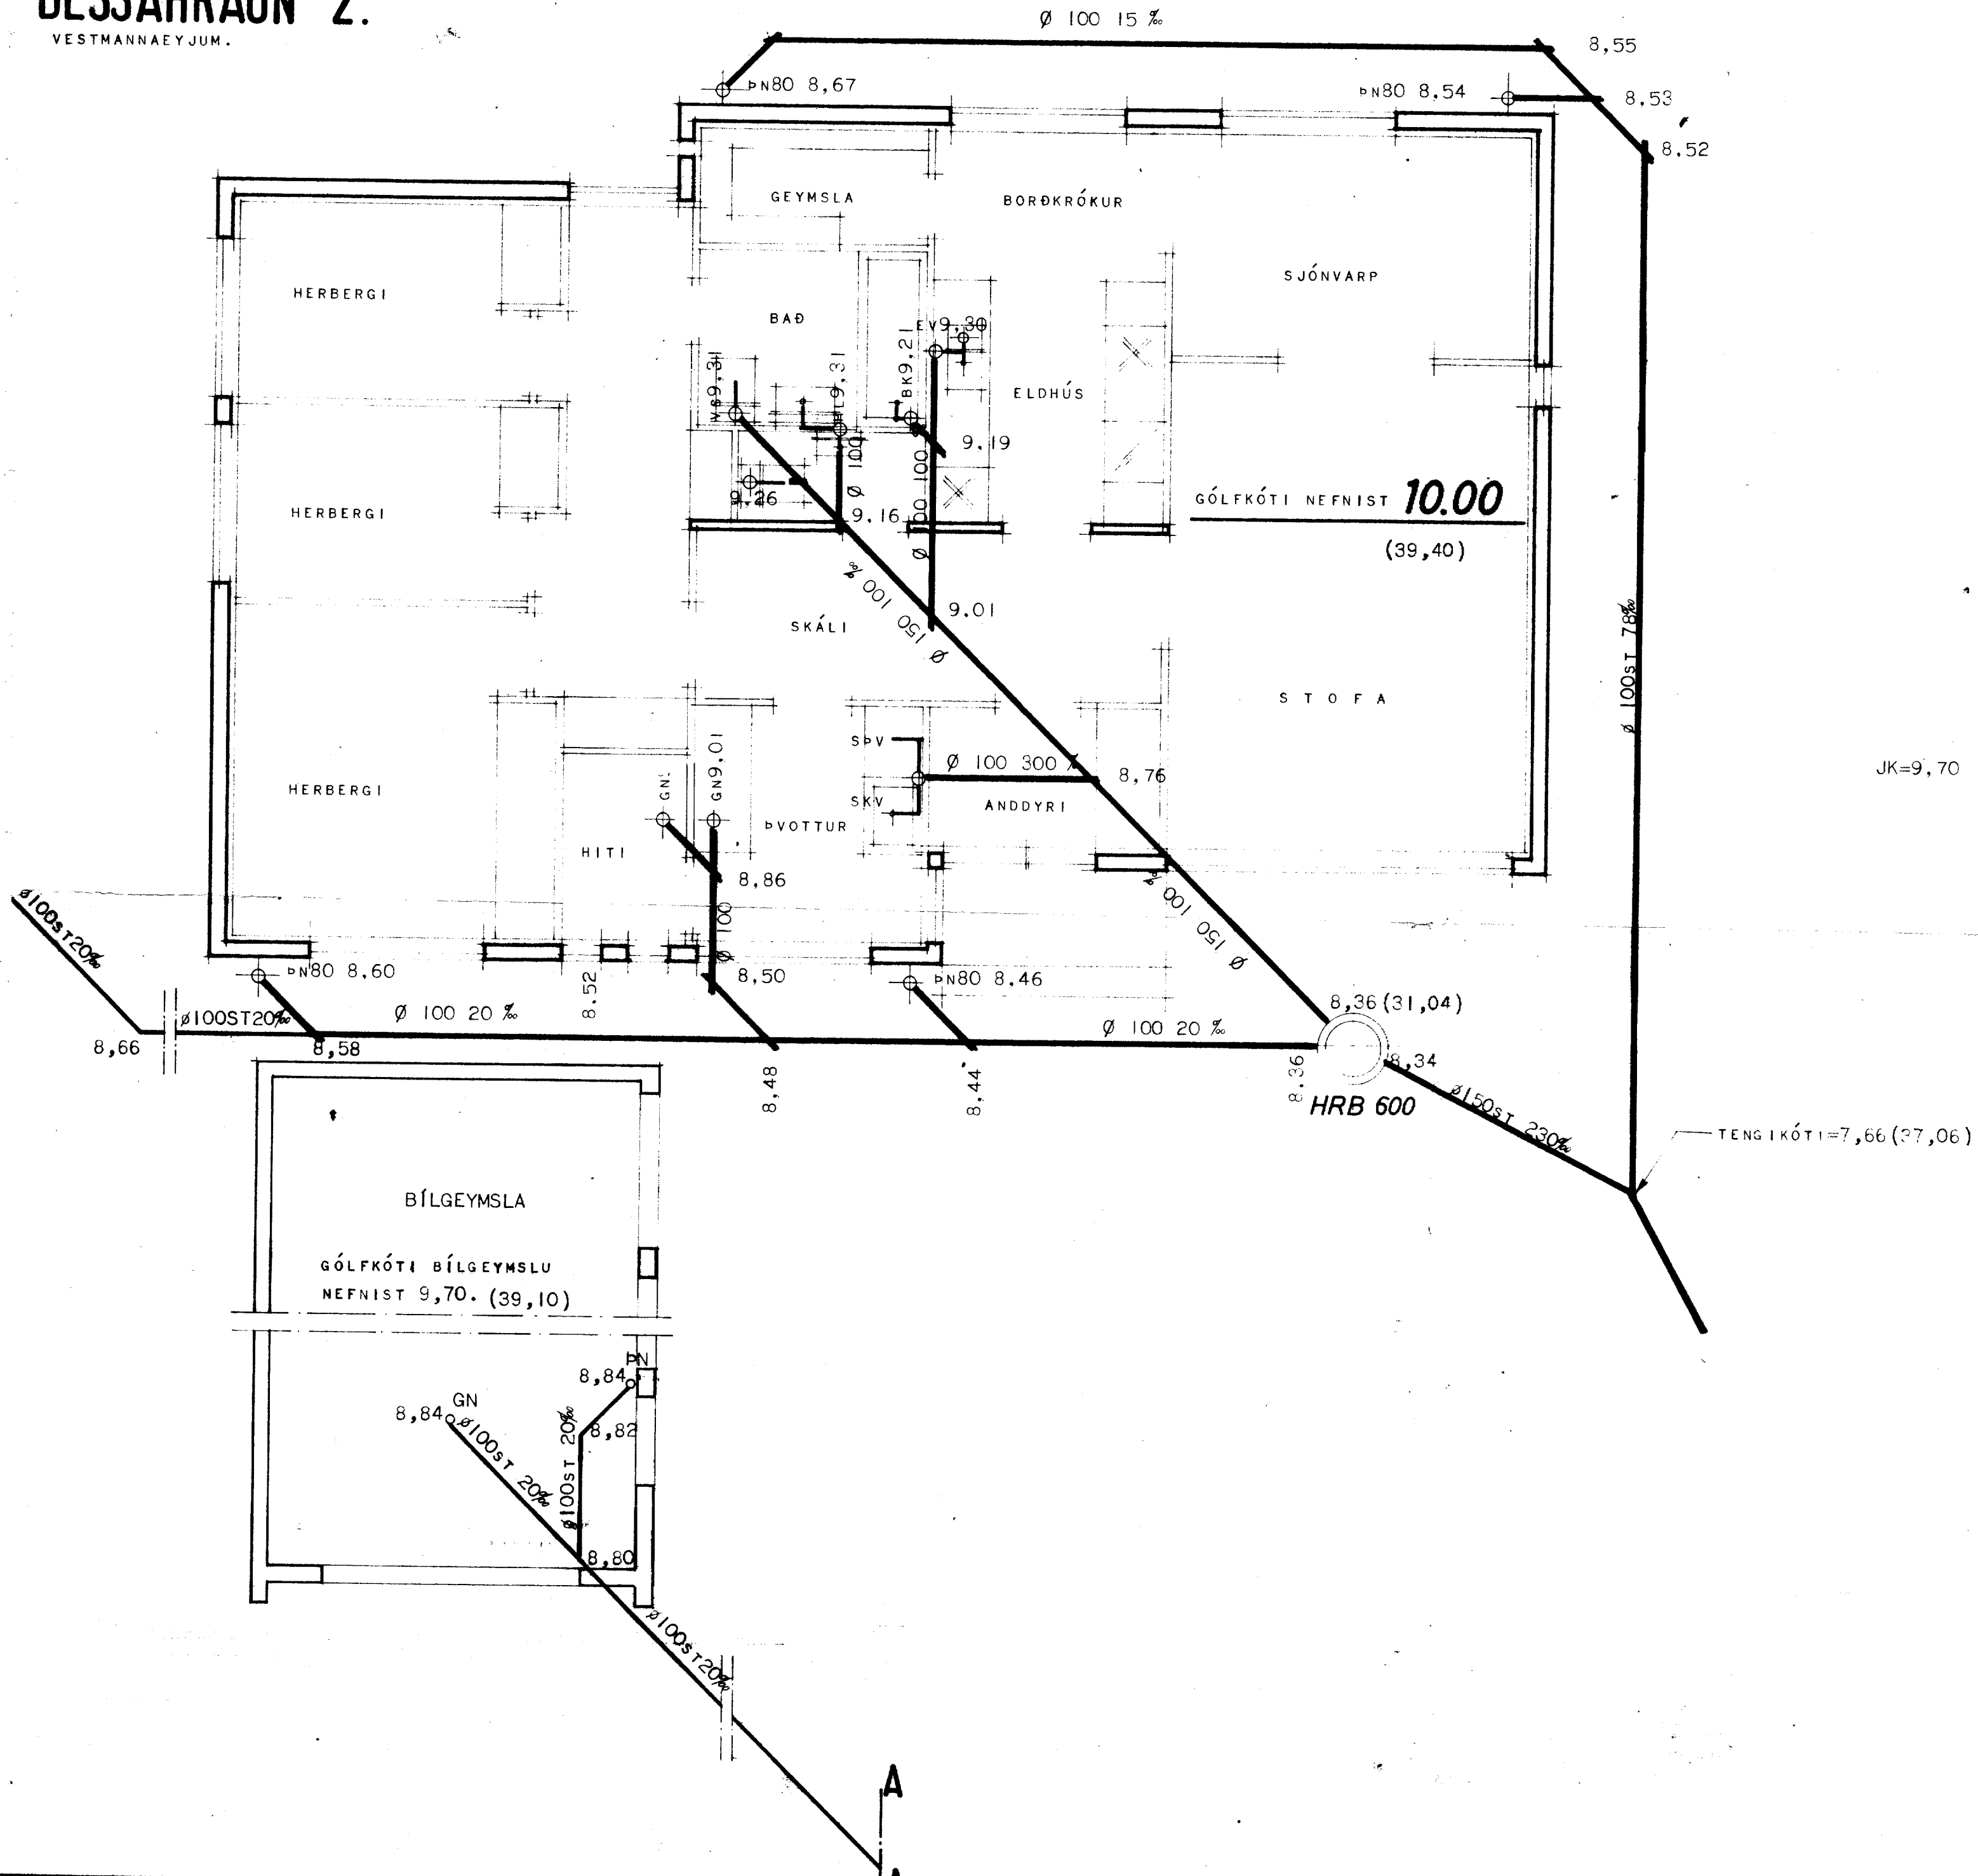 BESSAHRAUN 2.
VESTMANNAEYJUM.
Ø 100 15 ‰
8,55
ÞN80 8,67
ÞN80 8,54
8,53
8,52
GEYMSLA
BORÐKRÓKUR
SJÓNVARP
HERBERGI
BAÐ
EV9,30
VB9,31
9,31
BK9,21
ELDHÚS
9.19
Ø 100
Ø 100 100
9.26
9.16
GÓLFKÓTI NEFNIST 10.00
(39,40)
HERBERGI
Ø 150 100 ‰
9.01
SKÁLI
Ø 100ST 78‰
STOFA
JK=9,70
SÞV
Ø 100 300 ‰
8,76
SKV
ANDDYRI
GN
GN9,01
HERBERGI
ÞVOTTUR
HITI
8,86
Ø 100
Ø 150 100 ‰
Ø100ST20‰
ÞN80 8,60
8.52
8,50
ÞN80 8,46
8,36(31,04)
Ø100ST20‰
Ø 100 20 ‰
Ø 100 20 ‰
8,66
8,58
8,48
8,44
8.36
8,34
HRB 600
Ø150ST 230‰
TENGIKÓTI=7,66(37,06)
BÍLGEYMSLA
GÓLFKÓTI BÍLGEYMSLU
NEFNIST 9,70. (39,10)
ÞN
8,84
GN
8,84
8,82
Ø100ST 20‰
Ø100ST 20‰
8,80
Ø100ST20‰
A